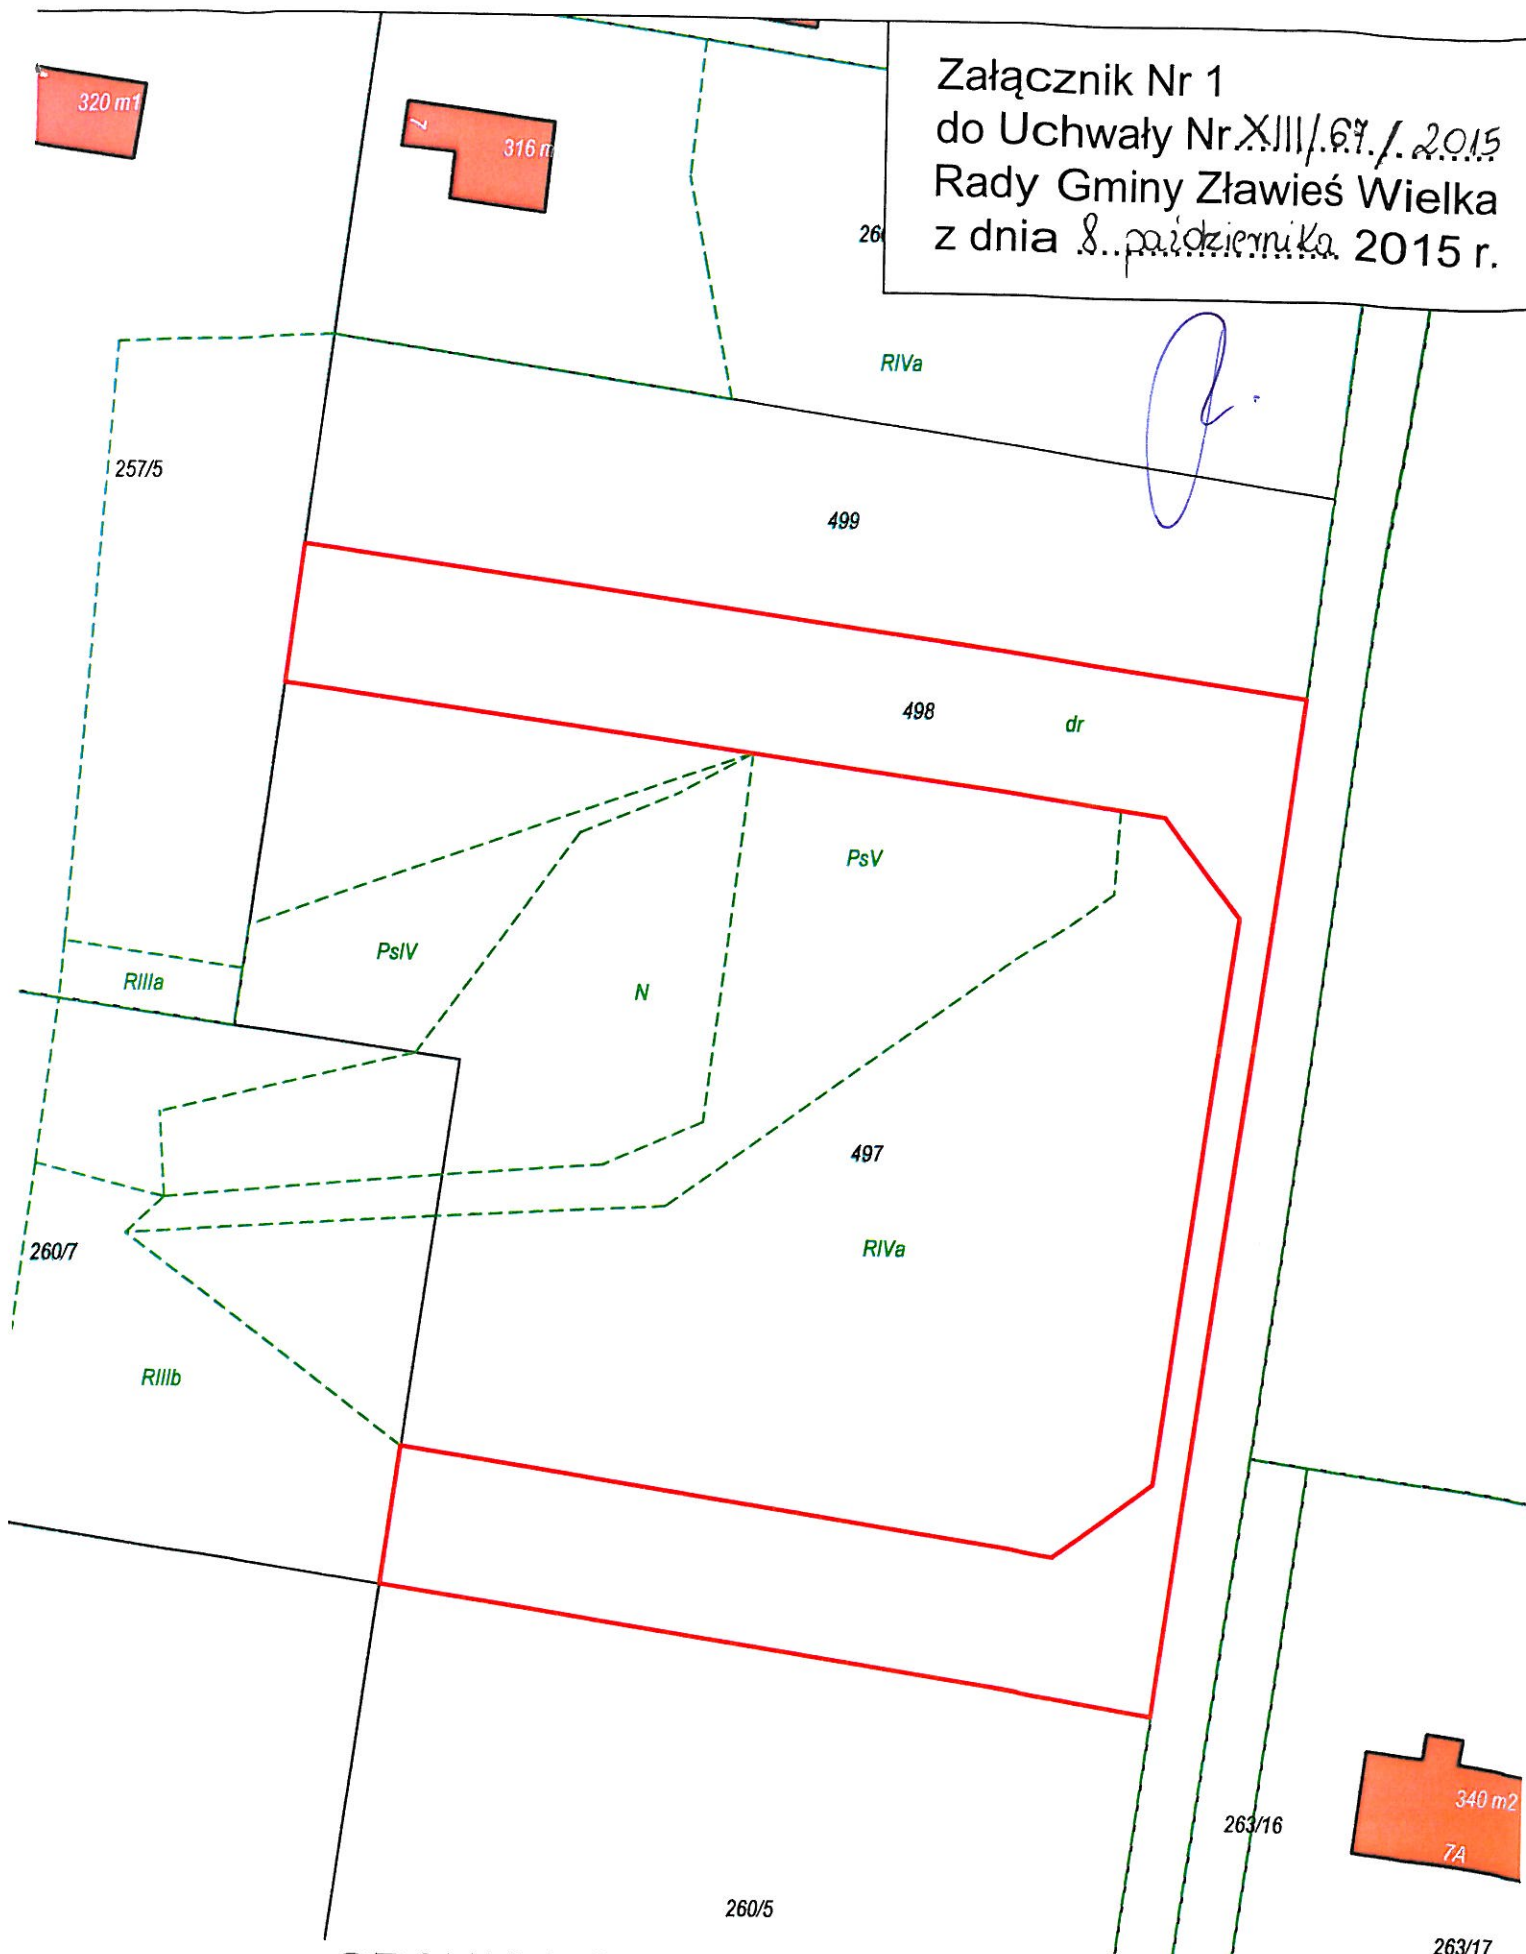 Załącznik Nr 1
do Uchwały Nr XIII/67/2015
Rady Gminy Zławieś Wielka
z dnia 8 października 2015 r.
320 m1
7
316 m
RIVa
257/5
499
498
dr
PsV
PsIV
RIIIa
N
497
260/7
RIVa
RIIIb
340 m2
263/16
7A
260/5
263/17